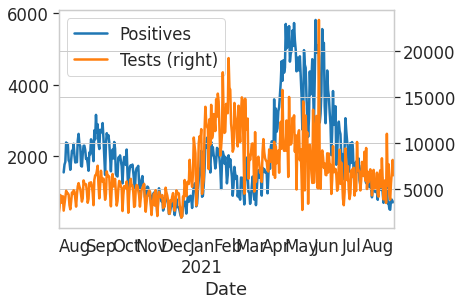 Positives
Tests (right)
6000
4000
2000
20000
15000
10000
5000
Aug Sep Oct Nov Dec Jan Feb Mar Apr May Jun Jul Aug
2021
Date